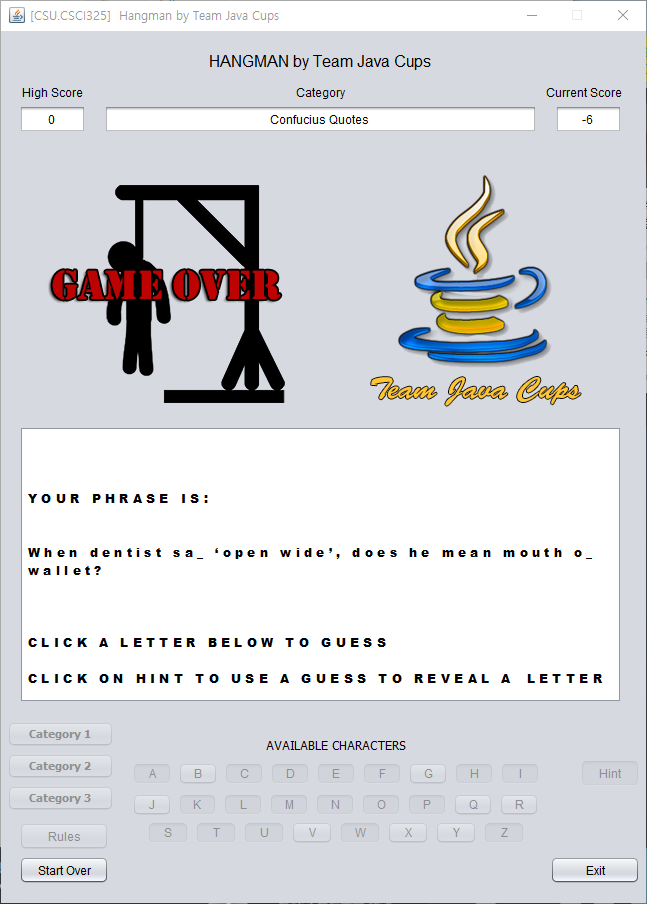 [CSU.CSCI325] Hangman by Team Java Cups
HANGMAN by Team Java Cups
High Score Category Current Score
0 Confucius Quotes -6
GAME OVER
Team Java Cups
YOUR PHRASE IS:
When dentist sa_ ‘open wide’, does he mean mouth o_
wallet?
CLICK A LETTER BELOW TO GUESS
CLICK ON HINT TO USE A GUESS TO REVEAL A LETTER
Category 1
Category 2
Category 3
Rules
Start Over
AVAILABLE CHARACTERS
A B C D E F G H I
J K L M N O P Q R
S T U V W X Y Z
Hint
Exit